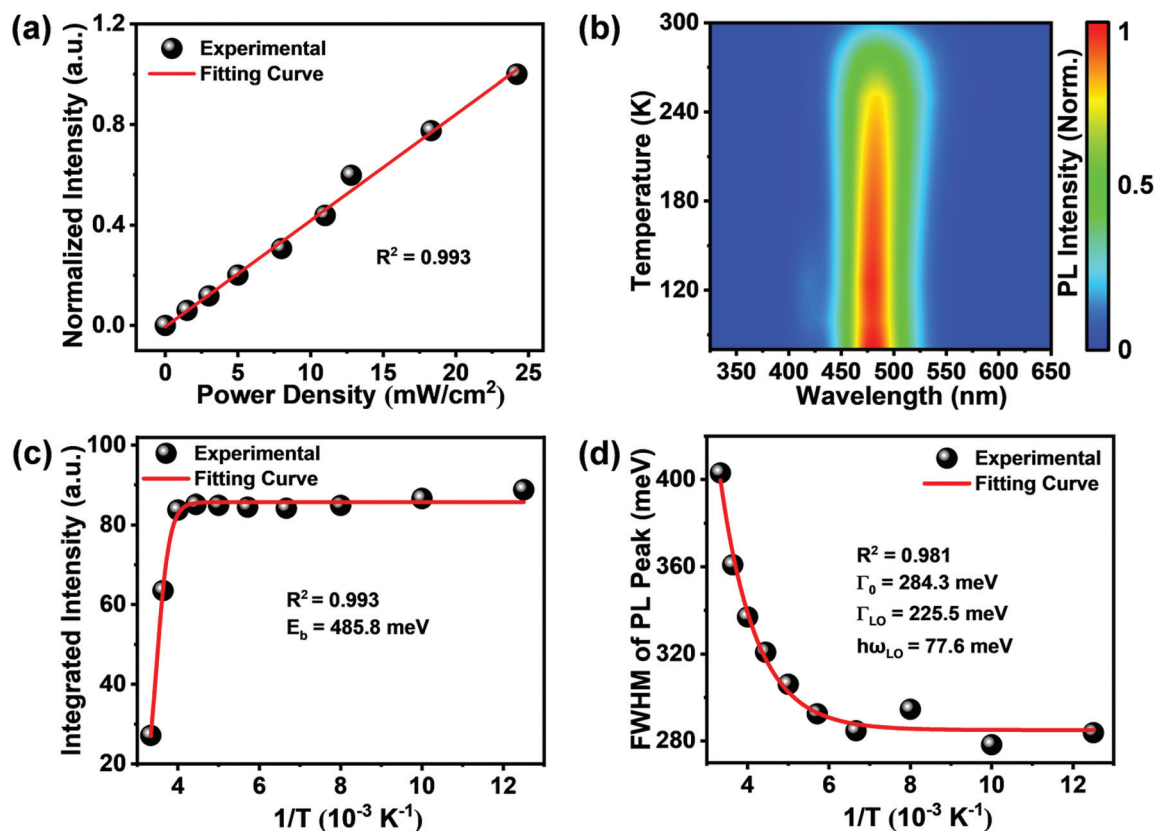 (a)
1.2
0.8
0.4
0.0
Normalized Intensity (a.u.)
Experimental
Fitting Curve
R² = 0.993
0 5 10 15 20 25
Power Density (mW/cm²)
(b)
300
240
180
120
Temperature (K)
350 400 450 500 550 600 650
Wavelength (nm)
1
0.5
0
PL Intensity (Norm.)
(c)
100
80
60
40
20
Integrated Intensity (a.u.)
Experimental
Fitting Curve
R² = 0.993
E_b = 485.8 meV
4 6 8 10 12
1/T (10⁻³ K⁻¹)
(d)
400
360
320
280
FWHM of PL Peak (meV)
Experimental
Fitting Curve
R² = 0.981
Γ₀ = 284.3 meV
Γ_LO = 225.5 meV
hω_LO = 77.6 meV
4 6 8 10 12
1/T (10⁻³ K⁻¹)